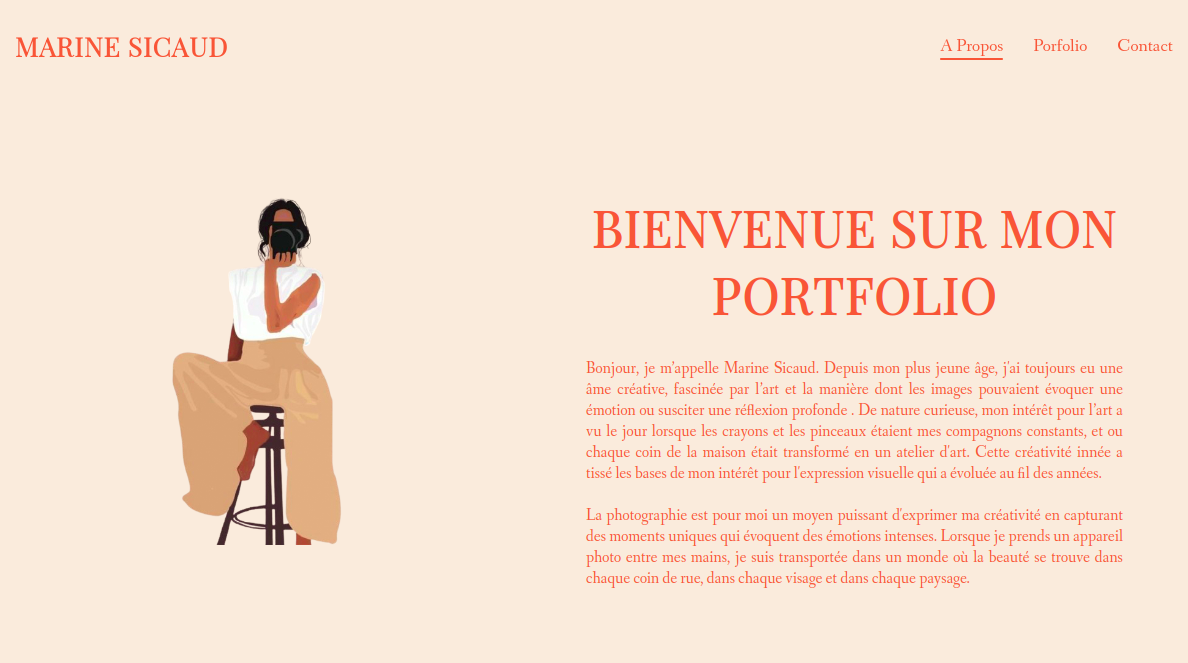 MARINE SICAUD
A Propos Porfolio Contact
BIENVENUE SUR MON
PORTFOLIO
Bonjour, je m'appelle Marine Sicaud. Depuis mon plus jeune âge, j'ai toujours eu une
âme créative, fascinée par l'art et la manière dont les images pouvaient évoquer une
émotion ou susciter une réflexion profonde . De nature curieuse, mon intérêt pour l'art a
vu le jour lorsque les crayons et les pinceaux étaient mes compagnons constants, et ou
chaque coin de la maison était transformé en un atelier d'art. Cette créativité innée a
tissé les bases de mon intérêt pour l'expression visuelle qui a évoluée au fil des années.
La photographie est pour moi un moyen puissant d'exprimer ma créativité en capturant
des moments uniques qui évoquent des émotions intenses. Lorsque je prends un appareil
photo entre mes mains, je suis transportée dans un monde où la beauté se trouve dans
chaque coin de rue, dans chaque visage et dans chaque paysage.